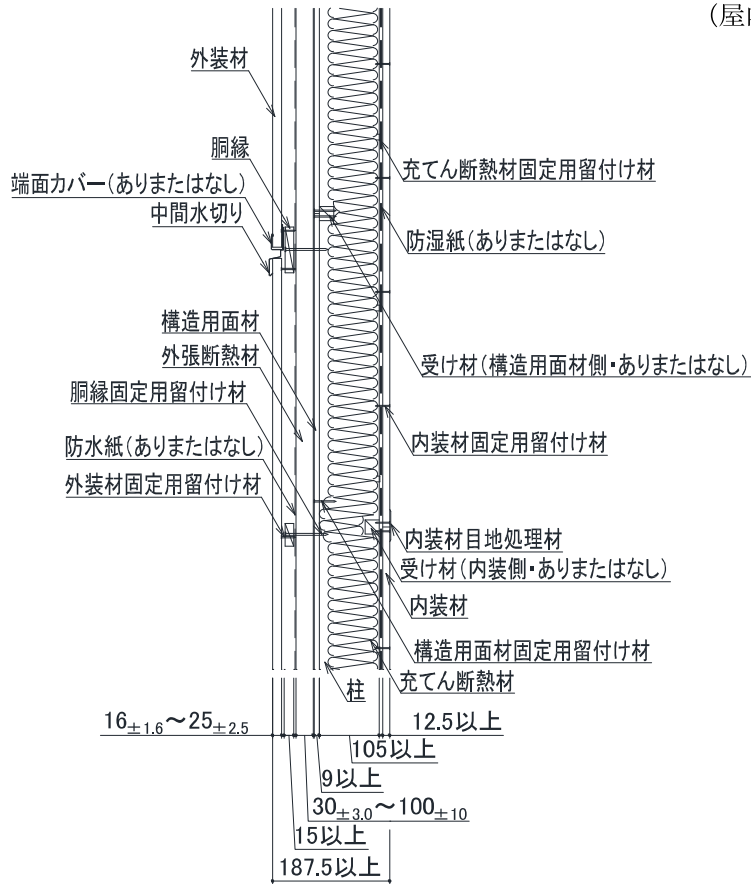 (屋内
外装材
胴縁
端面カバー(ありまたはなし)
中間水切り
充てん断熱材固定用留付け材
防湿紙(ありまたはなし)
構造用面材
外張断熱材
受け材(構造用面材側・ありまたはなし)
胴縁固定用留付け材
内装材固定用留付け材
防水紙(ありまたはなし)
外装材固定用留付け材
内装材目地処理材
受け材(内装側・ありまたはなし)
内装材
構造用面材固定用留付け材
充てん断熱材
柱
16±1.6～25±2.5
12.5以上
105以上
9以上
30±3.0～100±10
15以上
187.5以上